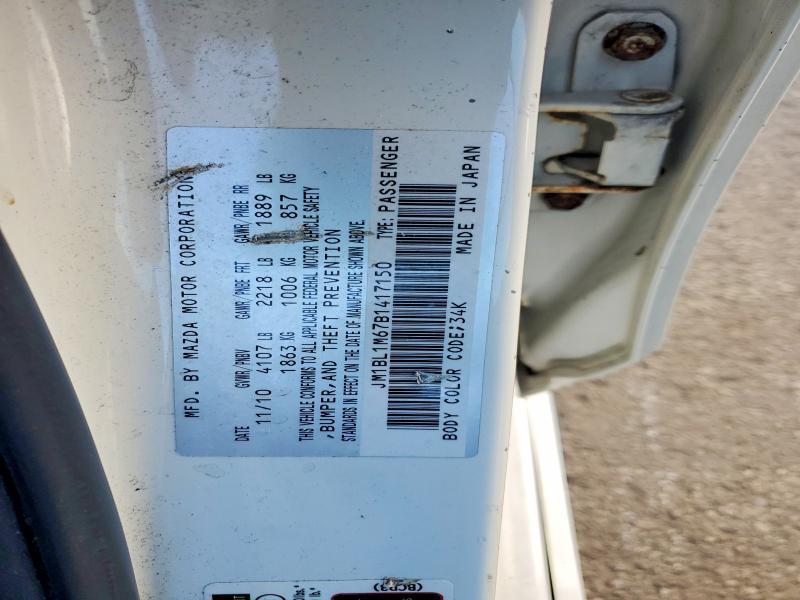 MFD. BY MAZDA MOTOR CORPORATION
DATE GVWR/PNBV GAWR/PNBE FRT GAWR/PNBE RR
11/10 4107 LB 2218 LB 1889 LB
1863 KG 1006 KG 857 KG
THIS VEHICLE CONFORMS TO ALL APPLICABLE FEDERAL MOTOR VEHICLE SAFETY
,BUMPER,AND THEFT PREVENTION
STANDARDS IN EFFECT ON THE DATE OF MANUFACTURE SHOWN ABOVE.
JM1BL1M67B1417150 TYPE: PASSENGER
BODY COLOR CODE;34K MADE IN JAPAN
(BCP3)